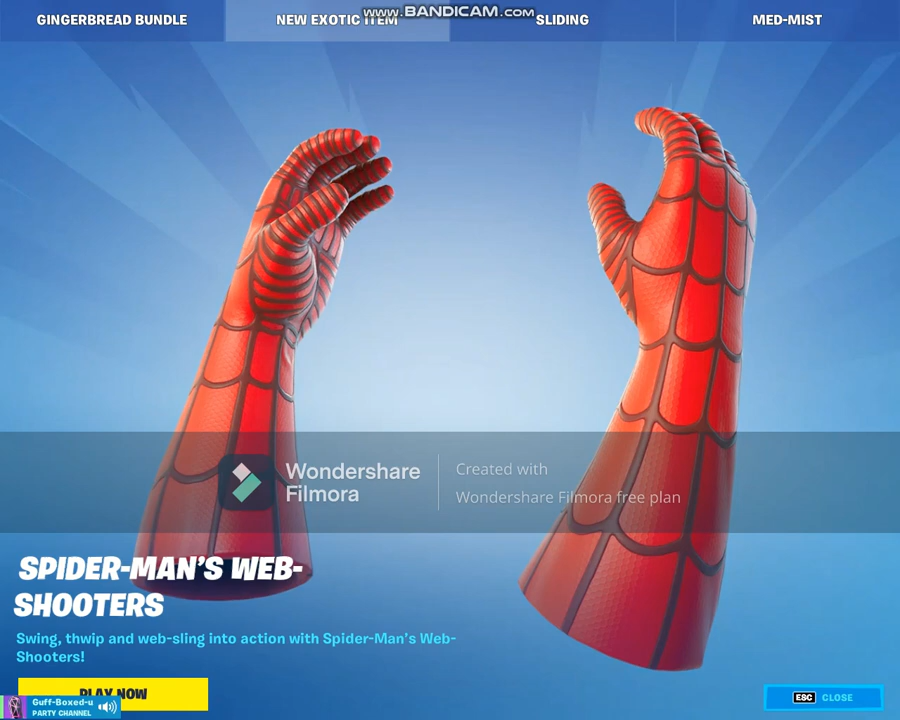 www.BANDICAM.com
GINGERBREAD BUNDLE
NEW EXOTIC ITEM
SLIDING
MED-MIST
Wondershare
Filmora
Created with
Wondershare Filmora free plan
SPIDER-MAN'S WEB-
SHOOTERS
Swing, thwip and web-sling into action with Spider-Man's Web-
Shooters!
PLAY NOW
Guff-Boxed-u
PARTY CHANNEL
ESC CLOSE